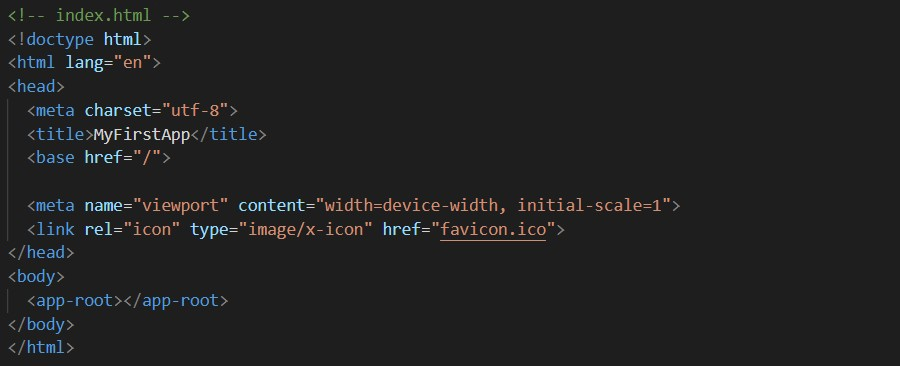 <!-- index.html -->
<!doctype html>
<html lang="en">
<head>
  <meta charset="utf-8">
  <title>MyFirstApp</title>
  <base href="/">

  <meta name="viewport" content="width=device-width, initial-scale=1">
  <link rel="icon" type="image/x-icon" href="favicon.ico">
</head>
<body>
  <app-root></app-root>
</body>
</html>